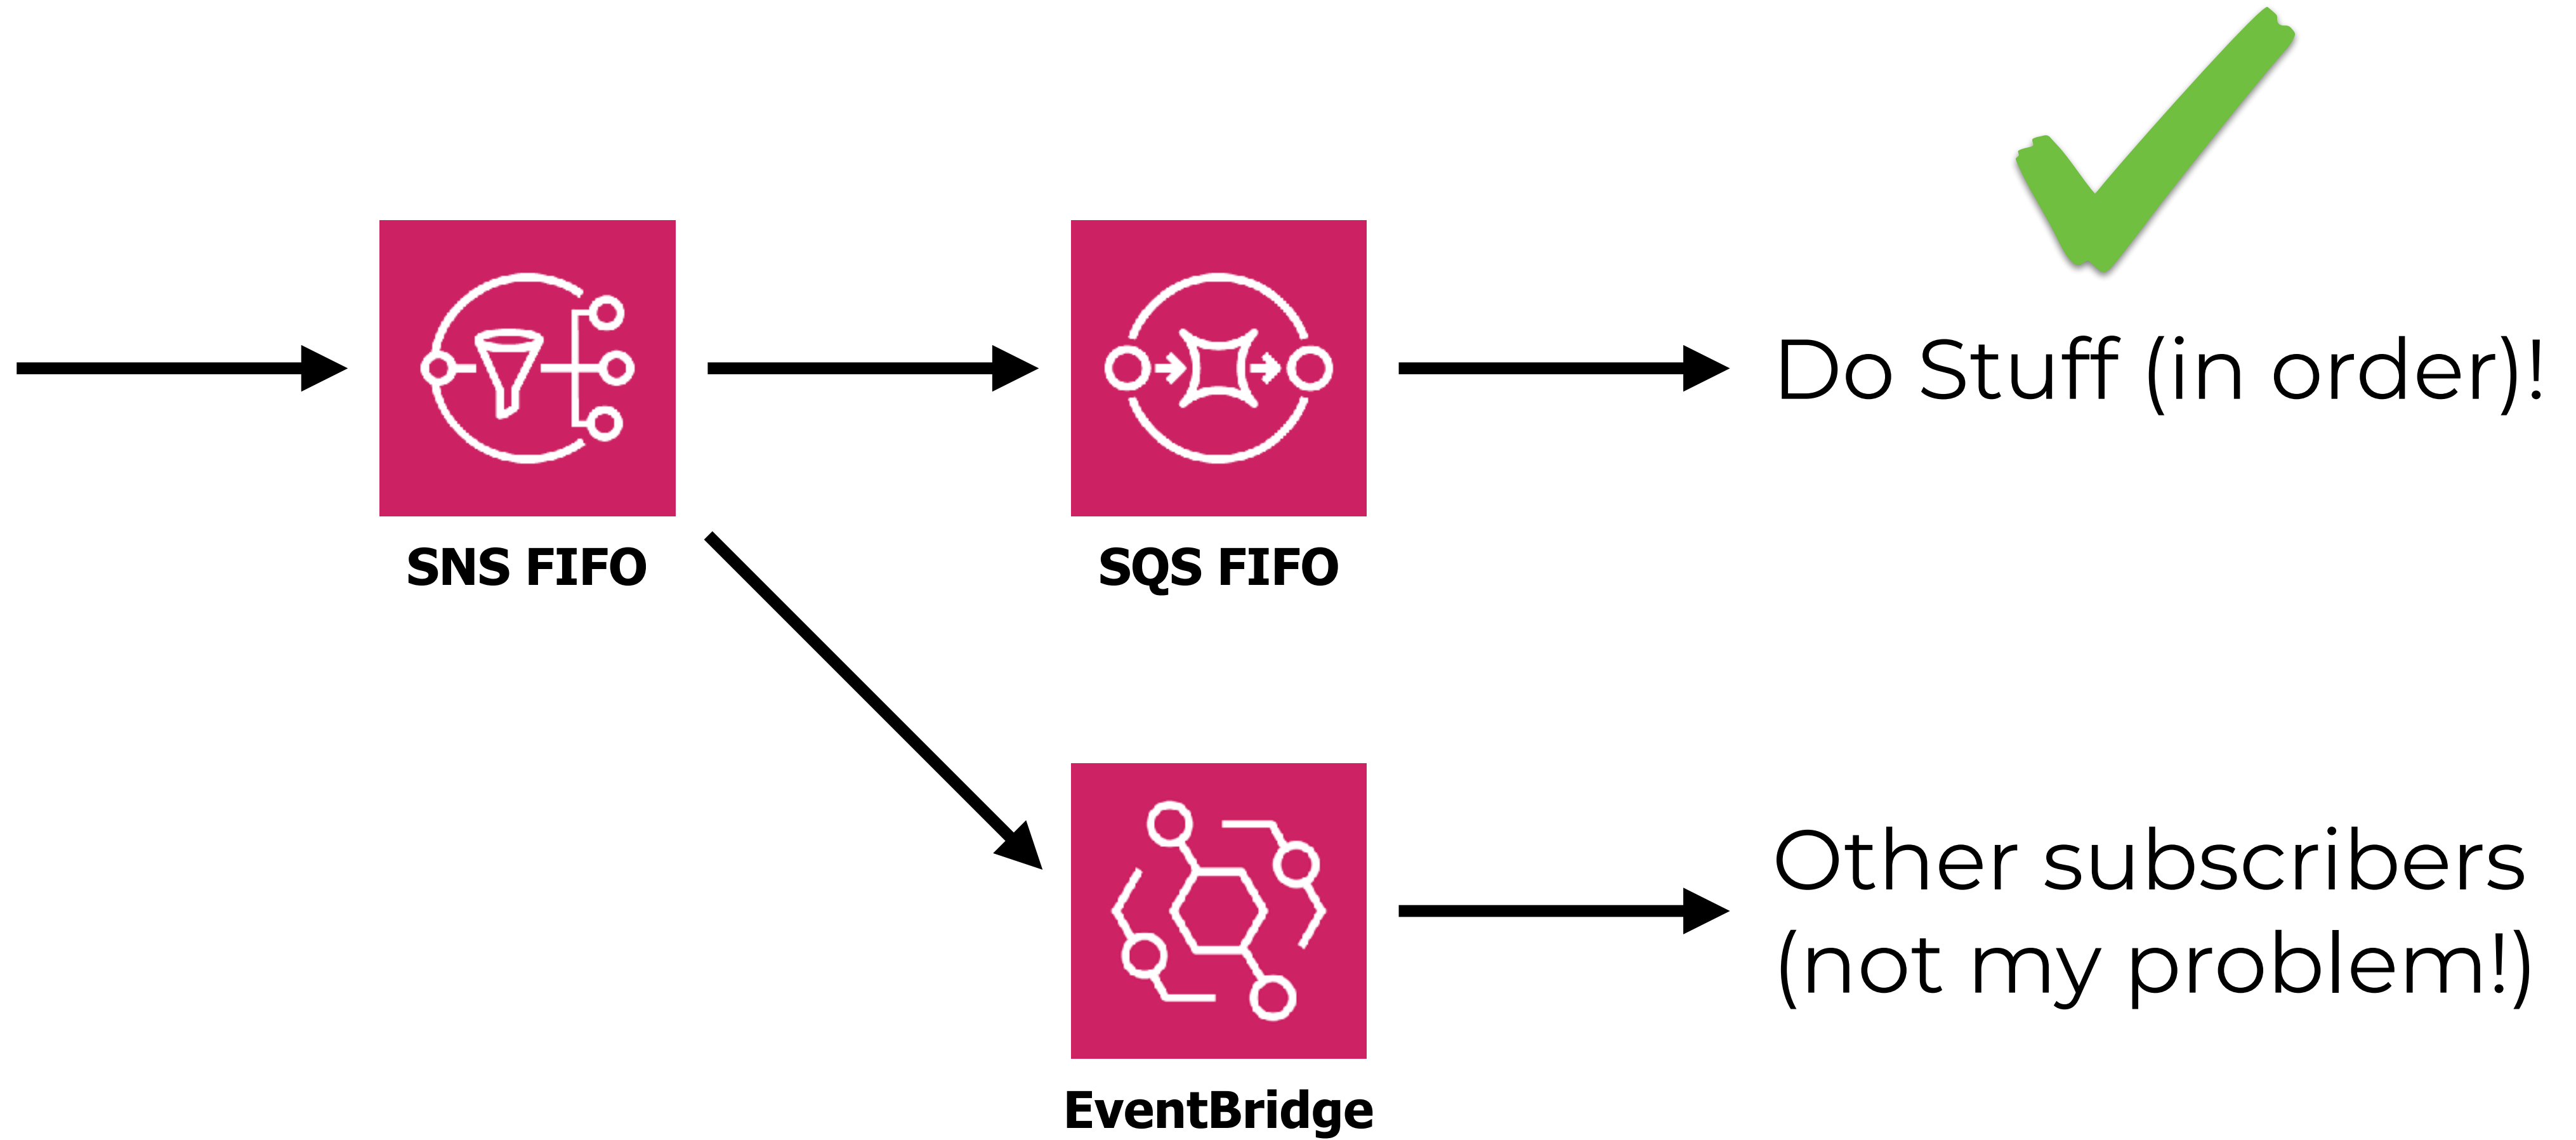 Do Stuff (in order)!
SNS FIFO
SQS FIFO
Other subscribers
(not my problem!)
EventBridge